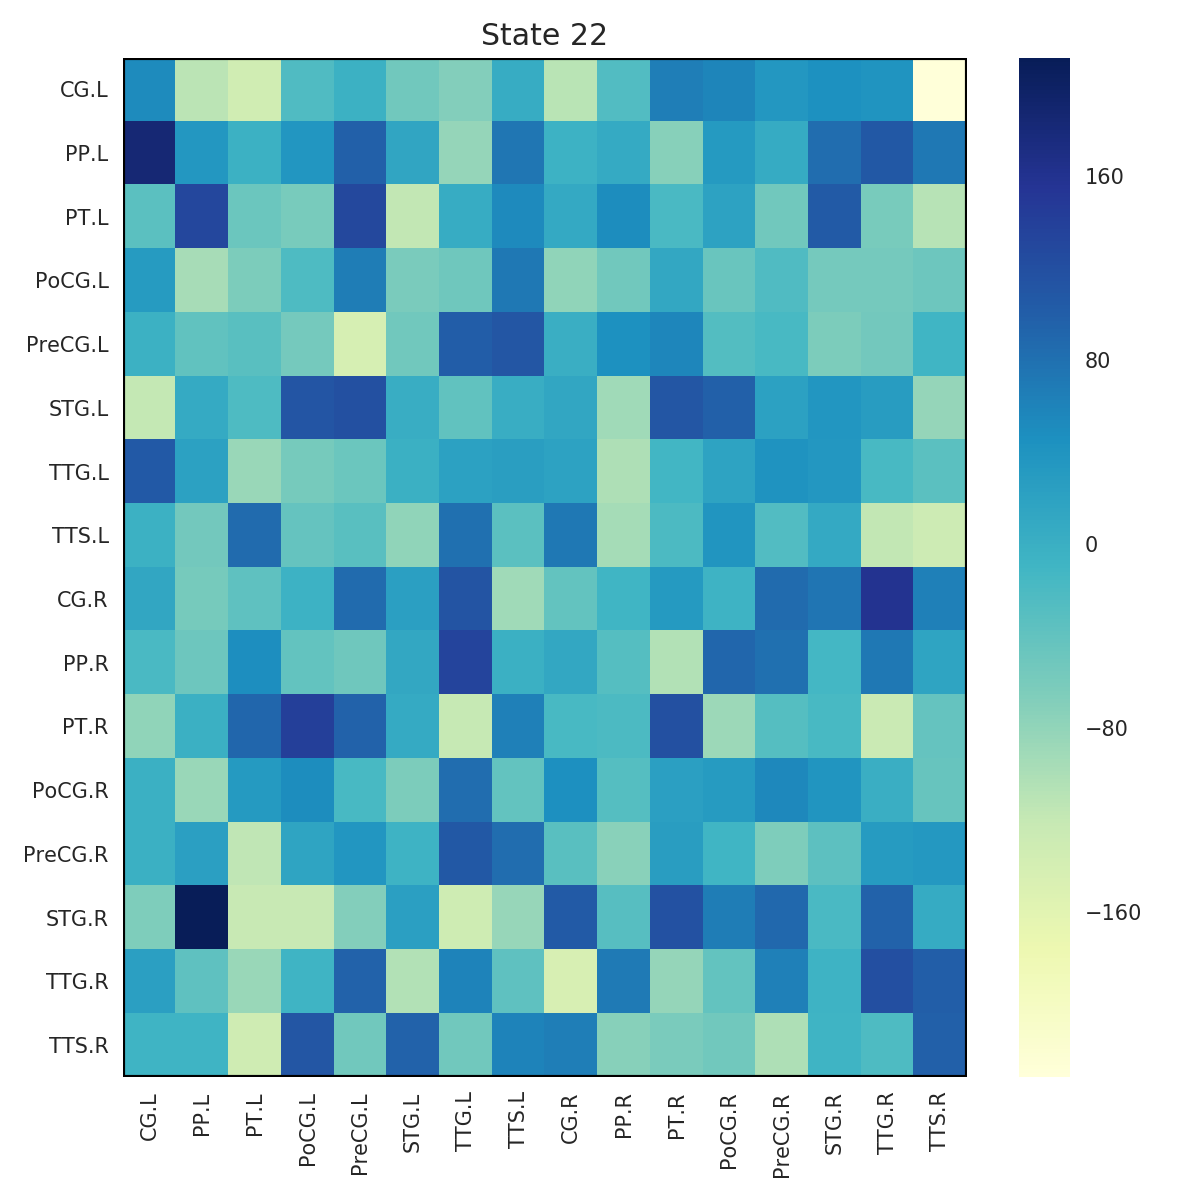 State 22
CG.L
PP.L
PT.L
PoCG.L
PreCG.L
STG.L
TTG.L
TTS.L
CG.R
PP.R
PT.R
PoCG.R
PreCG.R
STG.R
TTG.R
TTS.R
160
80
0
−80
−160
CG.L PP.L PT.L PoCG.L PreCG.L STG.L TTG.L TTS.L CG.R PP.R PT.R PoCG.R PreCG.R STG.R TTG.R TTS.R